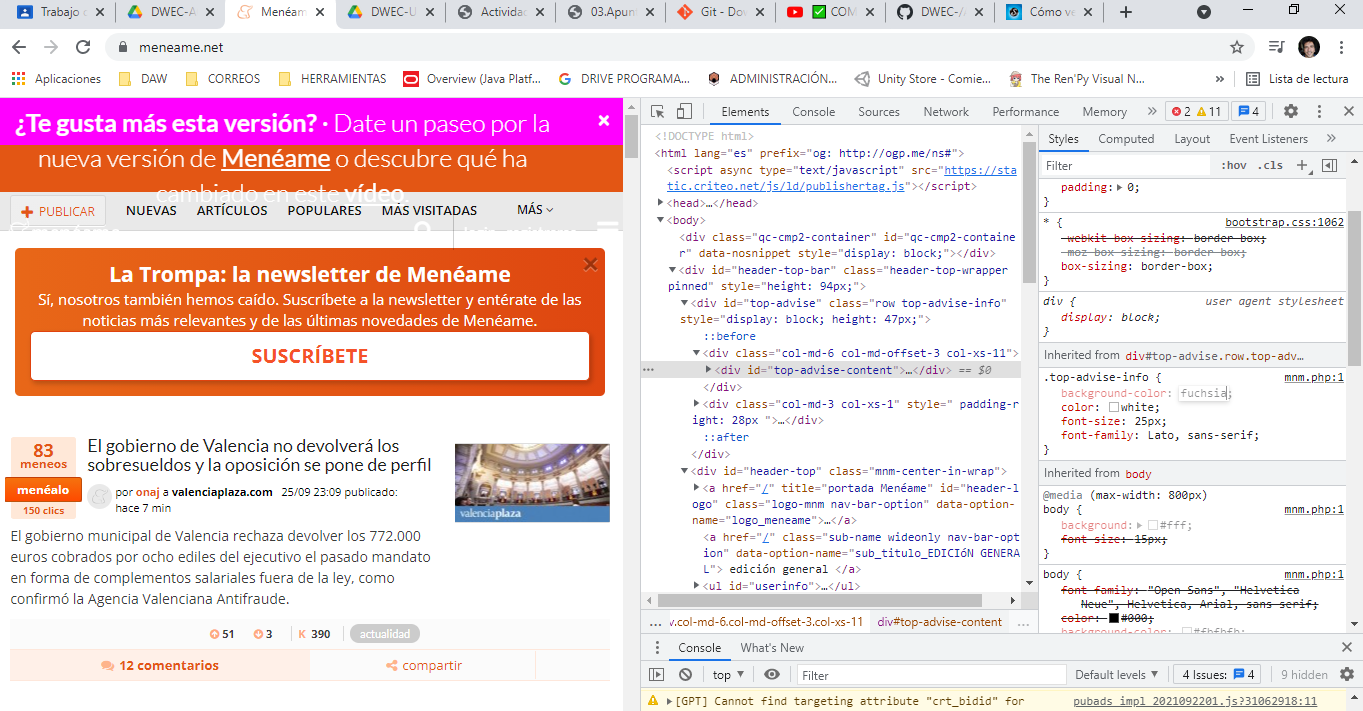 Trabajo d
DWEC-A
Menéam
DWEC-U
Actividad
03.Apun
Git - Dov
COM
DWEC-/
Cómo ve
meneame.net
Aplicaciones
DAW
CORREOS
HERRAMIENTAS
Overview (Java Platf...
DRIVE PROGRAMA...
ADMINISTRACIÓN...
Unity Store - Comie...
The Ren'Py Visual N...
»
Lista de lectura
¿Te gusta más esta versión? · Date un paseo por la
nueva versión de Menéame o descubre qué ha
cambiado en este vídeo.
+ PUBLICAR
NUEVAS
ARTÍCULOS
POPULARES
MÁS VISITADAS
MÁS
menéame
login
registrarse
La Trompa: la newsletter de Menéame
Sí, nosotros también hemos caído. Suscríbete a la newsletter y entérate de las
noticias más relevantes y de las últimas novedades de Menéame.
SUSCRÍBETE
83
meneos
menéalo
150 clics
El gobierno de Valencia no devolverá los
sobresueldos y la oposición se pone de perfil
por onaj a valenciaplaza.com 25/09 23:09 publicado:
hace 7 min
valenciaplaza
El gobierno municipal de Valencia rechaza devolver los 772.000
euros cobrados por ocho ediles del ejecutivo el pasado mandato
en forma de complementos salariales fuera de la ley, como
confirmó la Agencia Valenciana Antifraude.
51
3
K 390
actualidad
12 comentarios
compartir
Elements
Console
Sources
Network
Performance
Memory
»
2
11
4
<!DOCTYPE html>
<html lang="es" prefix="og: http://ogp.me/ns#">
<script async type="text/javascript" src="https://sta
tic.criteo.net/js/ld/publishertag.js"></script>
<head>…</head>
<body>
<div class="qc-cmp2-container" id="qc-cmp2-containe
r" data-nosnippet style="display: block;"></div>
<div id="header-top-bar" class="header-top-wrapper
pinned" style="height: 94px;">
<div id="top-advise" class="row top-advise-info"
style="display: block; height: 47px;">
::before
<div class="col-md-6 col-md-offset-3 col-xs-11">
<div id="top-advise-content">…</div> == $0
</div>
<div class="col-md-3 col-xs-1" style=" padding-r
ight: 28px ">…</div>
::after
</div>
<div id="header-top" class="mnm-center-in-wrap">
<a href="/" title="portada Menéame" id="header-l
ogo" class="logo-mnm nav-bar-option" data-option-
name="logo_meneame">…</a>
<a href="/" class="sub-name wideonly nav-bar-opt
ion" data-option-name="sub_titulo_EDICIóN GENERA
L"> edición general </a>
<ul id="userinfo">…</ul>
...
v.col-md-6.col-md-offset-3.col-xs-11
div#top-advise-content
...
Styles
Computed
Layout
Event Listeners
»
Filter
:hov
.cls
+
padding: 0;
}
* {
bootstrap.css:1062
-webkit-box-sizing: border-box;
-moz-box-sizing: border-box;
box-sizing: border-box;
}
div {
user agent stylesheet
display: block;
}
Inherited from div#top-advise.row.top-adv…
.top-advise-info {
mnm.php:1
background-color: fuchsia;
color: white;
font-size: 25px;
font-family: Lato, sans-serif;
}
Inherited from body
@media (max-width: 800px)
body {
mnm.php:1
background: #fff;
font-size: 15px;
}
body {
mnm.php:1
font-family: "Open Sans", "Helvetica
Neue", Helvetica, Arial, sans-serif;
color: #000;
background-color: #fbfbfb;
Console
What's New
top
Filter
Default levels
4 Issues:
4
9 hidden
[GPT] Cannot find targeting attribute "crt_bidid" for
pubads_impl_2021092201.js?31062918:11